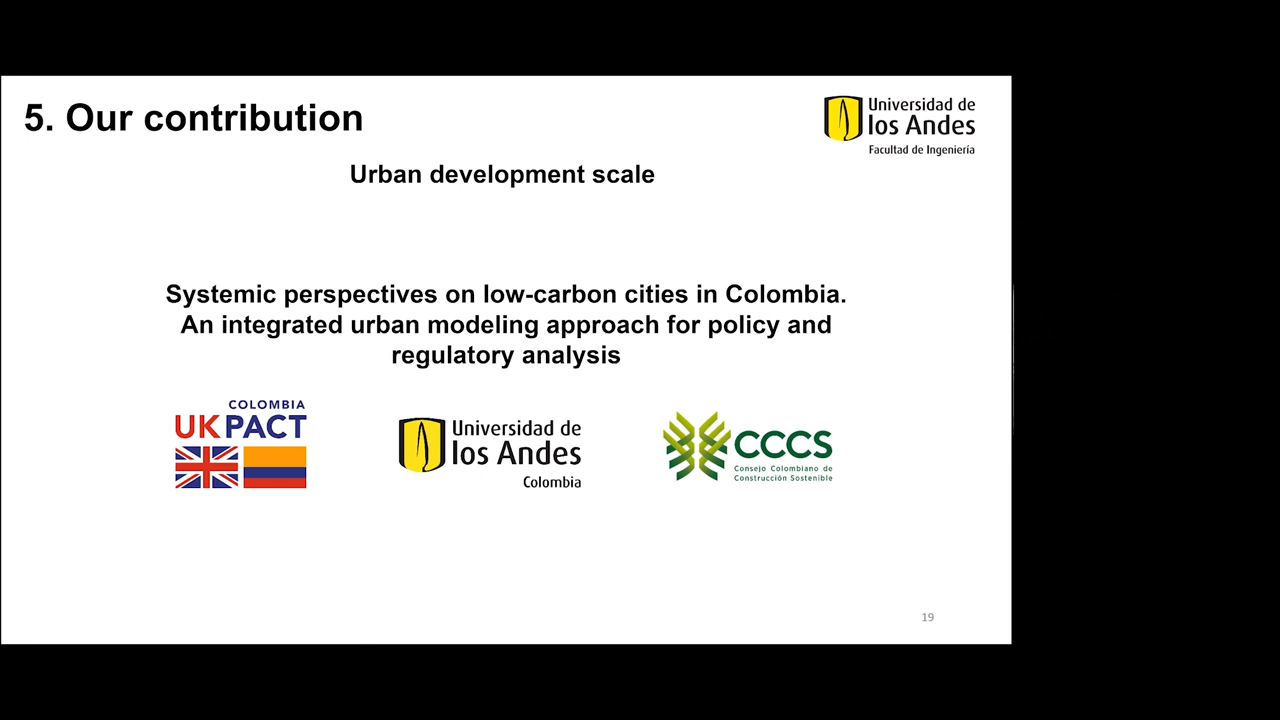 5. Our contribution
Universidad de
los Andes
Facultad de Ingeniería
Urban development scale
Systemic perspectives on low-carbon cities in Colombia.
An integrated urban modeling approach for policy and
regulatory analysis
COLOMBIA
UK PACT
Universidad de
los Andes
Colombia
CCCS
Consejo Colombiano de
Construcción Sostenible
19